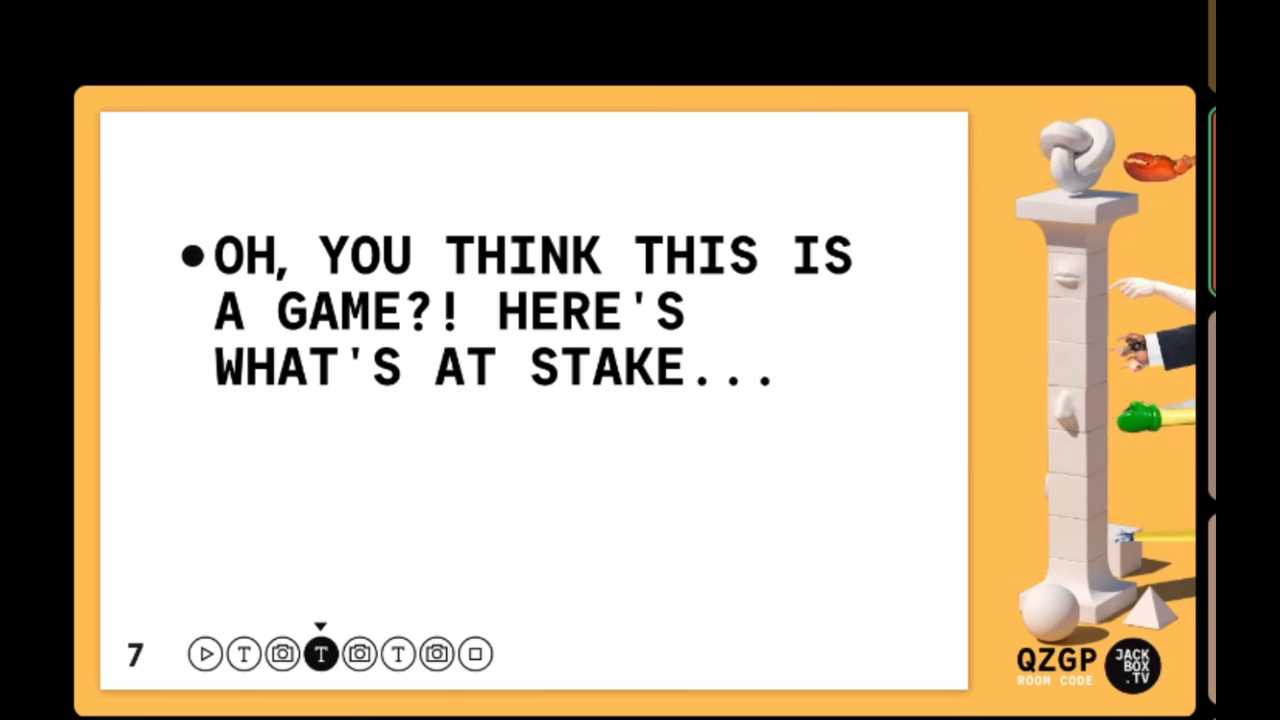 ●OH, YOU THINK THIS IS
A GAME?! HERE'S
WHAT'S AT STAKE...
7
T
T
T
QZGP
ROOM CODE
JACK
BOX
.TV